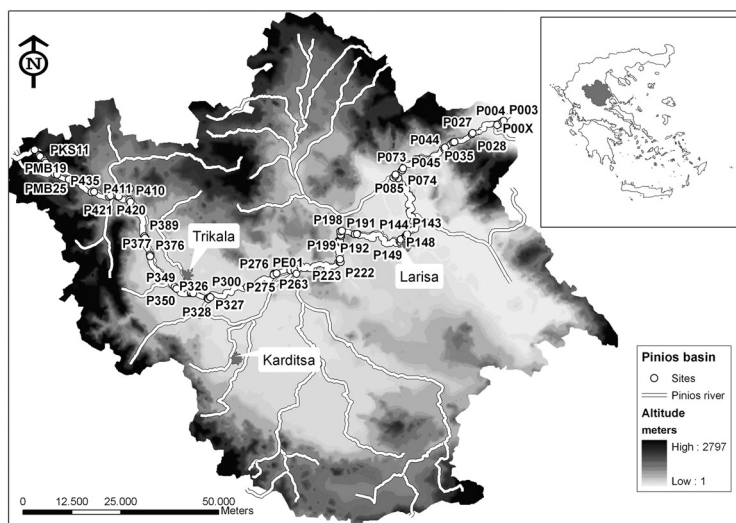 N
P004 P003
P027
P00X
P044
P028
P035
P073
P045
P074
P085
PKS11
PMB19
P435
PMB25
P411 P410
P421
P420
P389
P377 P376
Trikala
P198
P191
P144
P143
P199
P192
P148
P149
P276 PE01
P349
P326
P300
P275
P263
P223
P222
Larisa
P350
P327
P328
Karditsa
Pinios basin
Sites
Pinios river
Altitude
meters
High : 2797
Low : 1
0 12.500 25.000 50.000
Meters